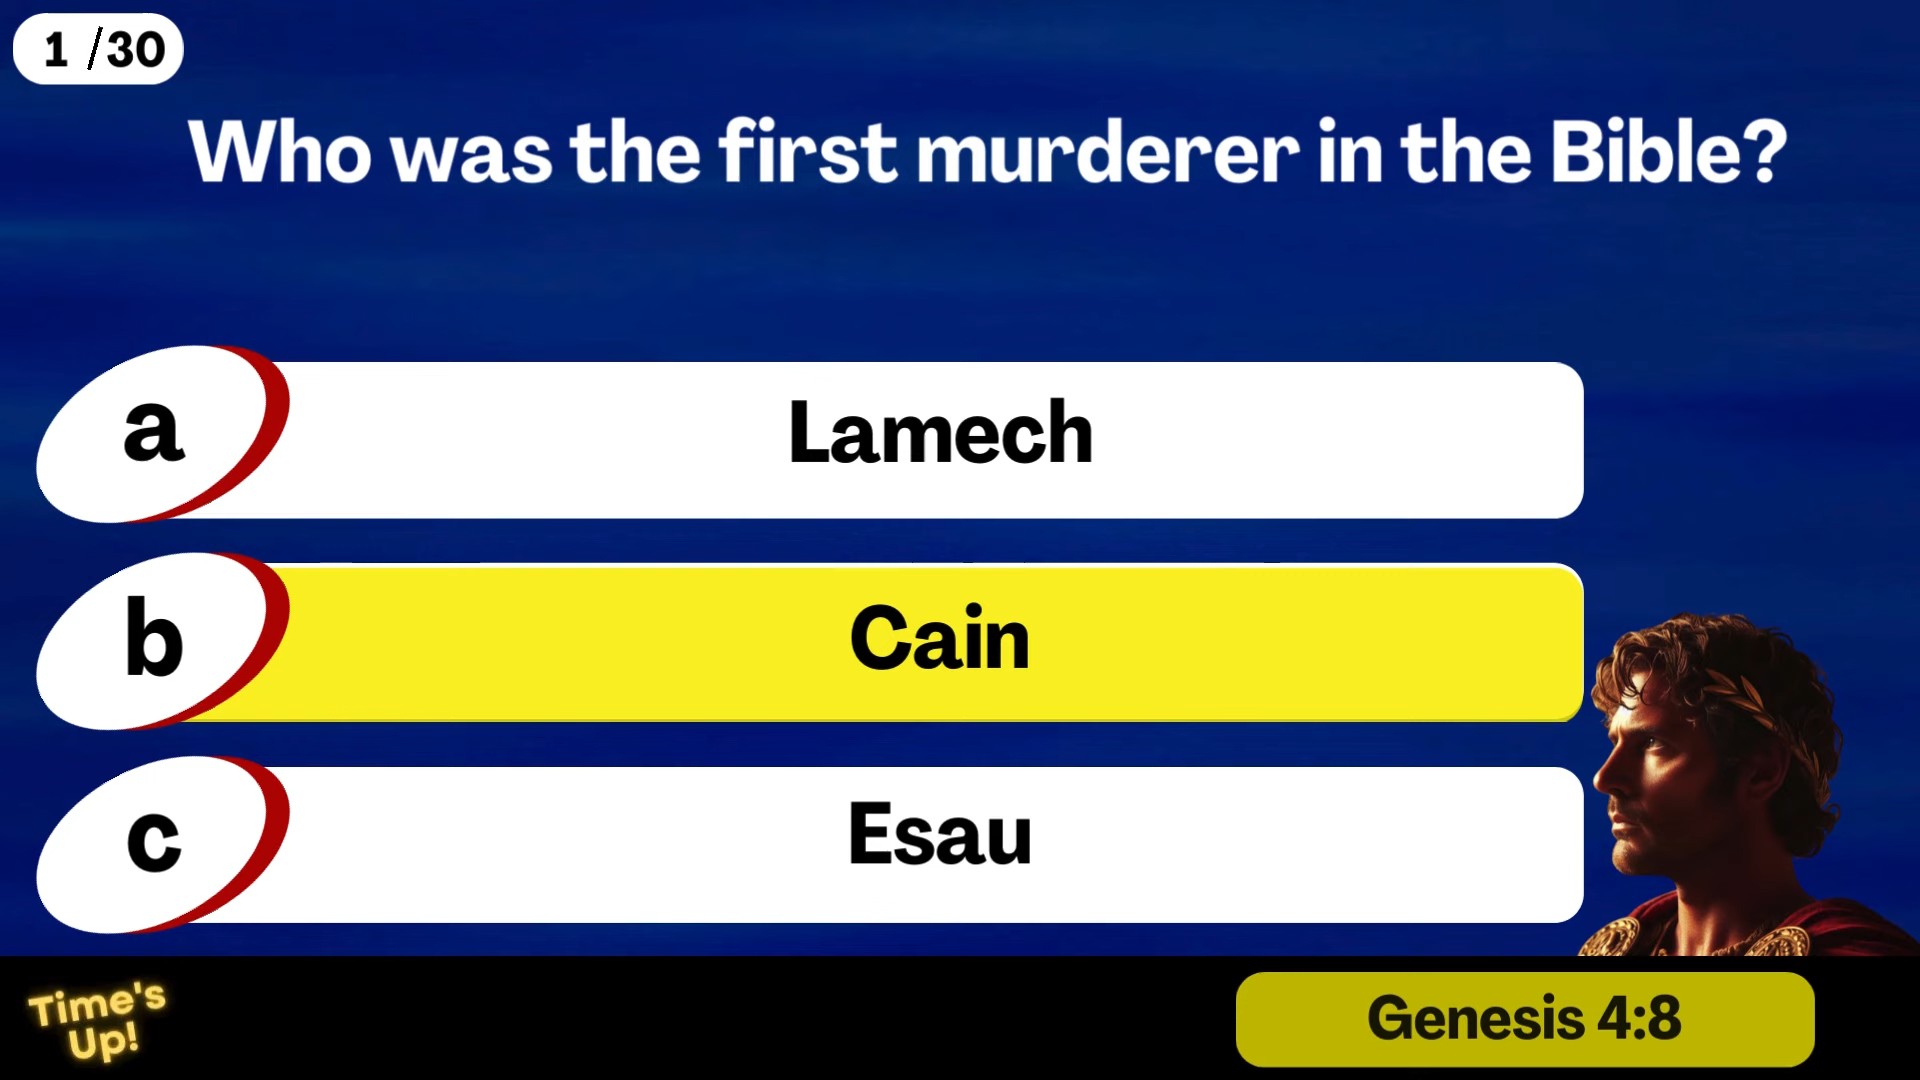 1 /30
Who was the first murderer in the Bible?
a
Lamech
b
Cain
c
Esau
Time's
Up!
Genesis 4:8